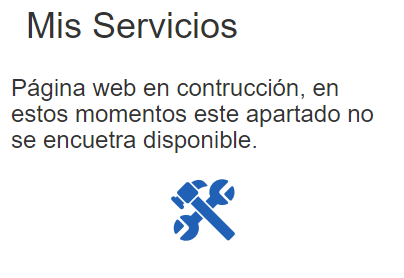 Mis Servicios
Página web en contrucción, en
estos momentos este apartado no
se encuetra disponible.